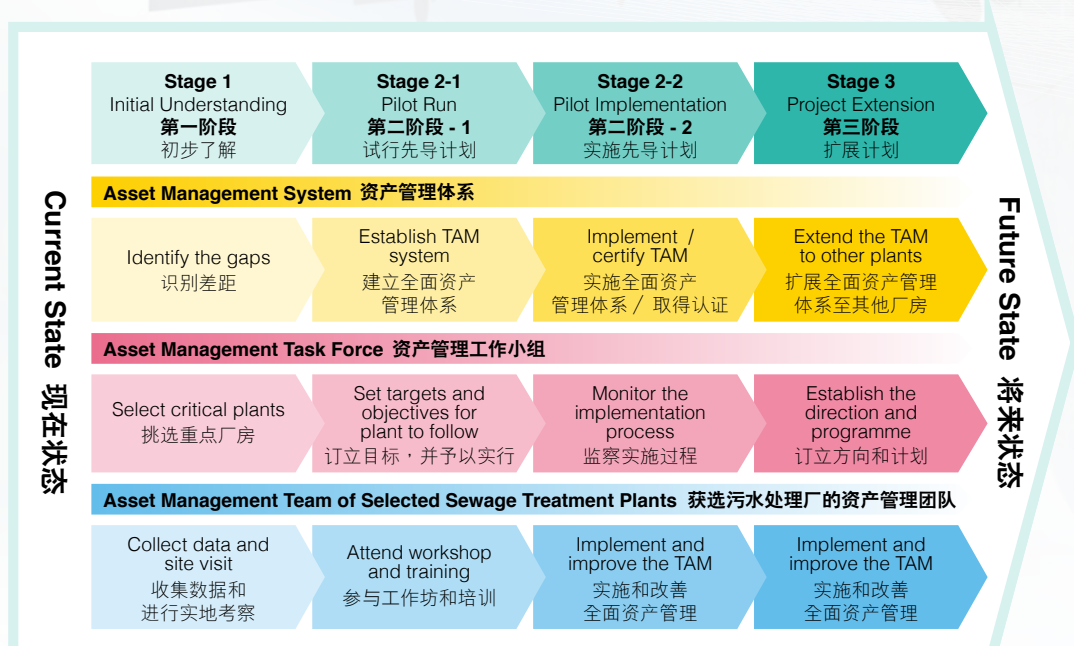 Stage 1
Initial Understanding
第一阶段
初步了解
Stage 2-1
Pilot Run
第二阶段 - 1
试行先导计划
Stage 2-2
Pilot Implementation
第二阶段 - 2
实施先导计划
Stage 3
Project Extension
第三阶段
扩展计划
Current State 现在状态
Asset Management System 资产管理体系
Identify the gaps
识别差距
Establish TAM
system
建立全面资产
管理体系
Implement /
certify TAM
实施全面资产
管理体系／取得认证
Extend the TAM
to other plants
扩展全面资产管理
体系至其他厂房
Asset Management Task Force 资产管理工作小组
Select critical plants
挑选重点厂房
Set targets and
objectives for
plant to follow
订立目标，并予以实行
Monitor the
implementation
process
监察实施过程
Establish the
direction and
programme
订立方向和计划
Asset Management Team of Selected Sewage Treatment Plants 获选污水处理厂的资产管理团队
Collect data and
site visit
收集数据和
进行实地考察
Attend workshop
and training
参与工作坊和培训
Implement and
improve the TAM
实施和改善
全面资产管理
Implement and
improve the TAM
实施和改善
全面资产管理
Future State 将来状态